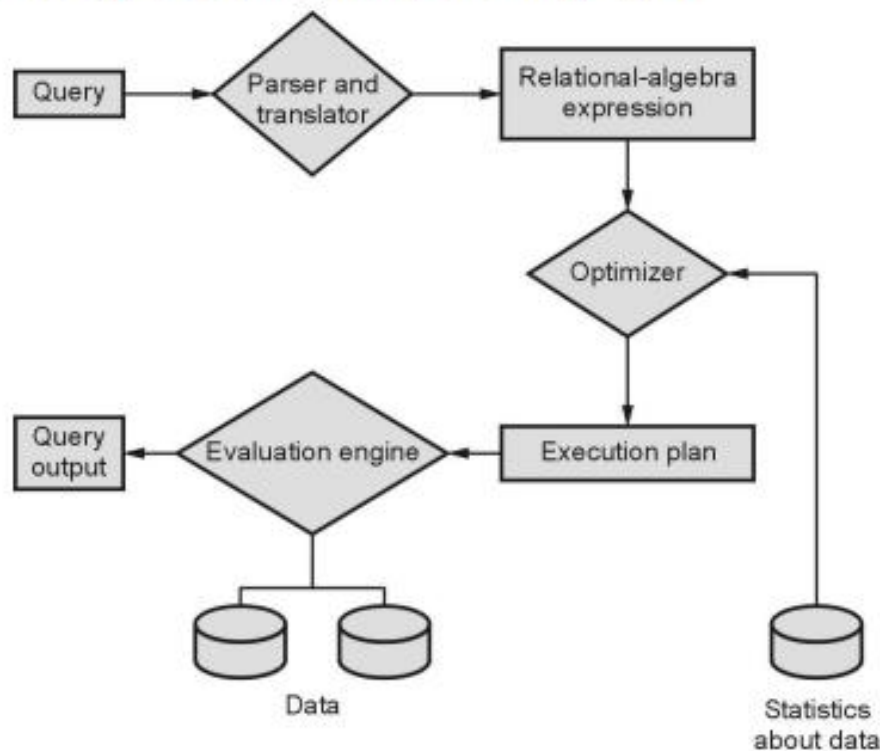 Query
Parser and
translator
Relational-algebra
expression
Optimizer
Query
output
Evaluation engine
Execution plan
Data
Statistics
about data